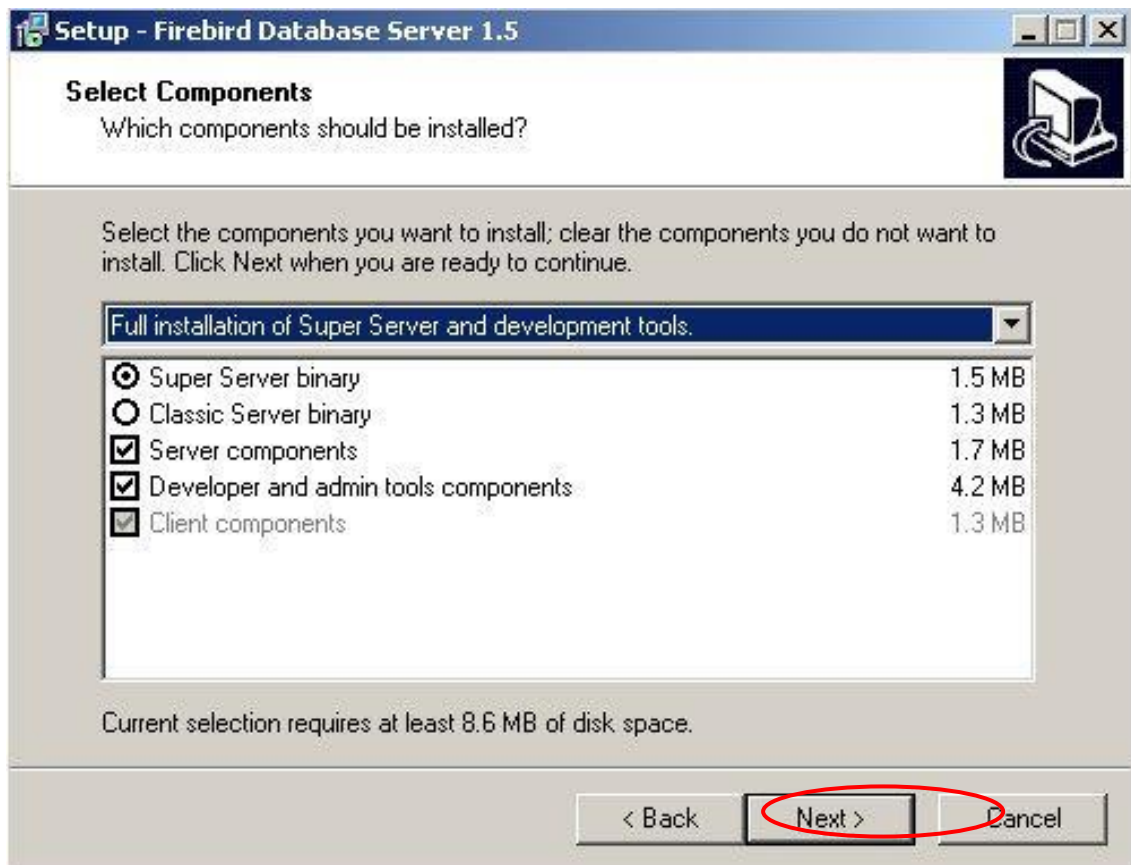 Setup - Firebird Database Server 1.5
Select Components
Which components should be installed?
Select the components you want to install; clear the components you do not want to
install. Click Next when you are ready to continue.
Full installation of Super Server and development tools.
Super Server binary 1.5 MB
Classic Server binary 1.3 MB
Server components 1.7 MB
Developer and admin tools components 4.2 MB
Client components 1.3 MB
Current selection requires at least 8.6 MB of disk space.
< Back Next > Cancel